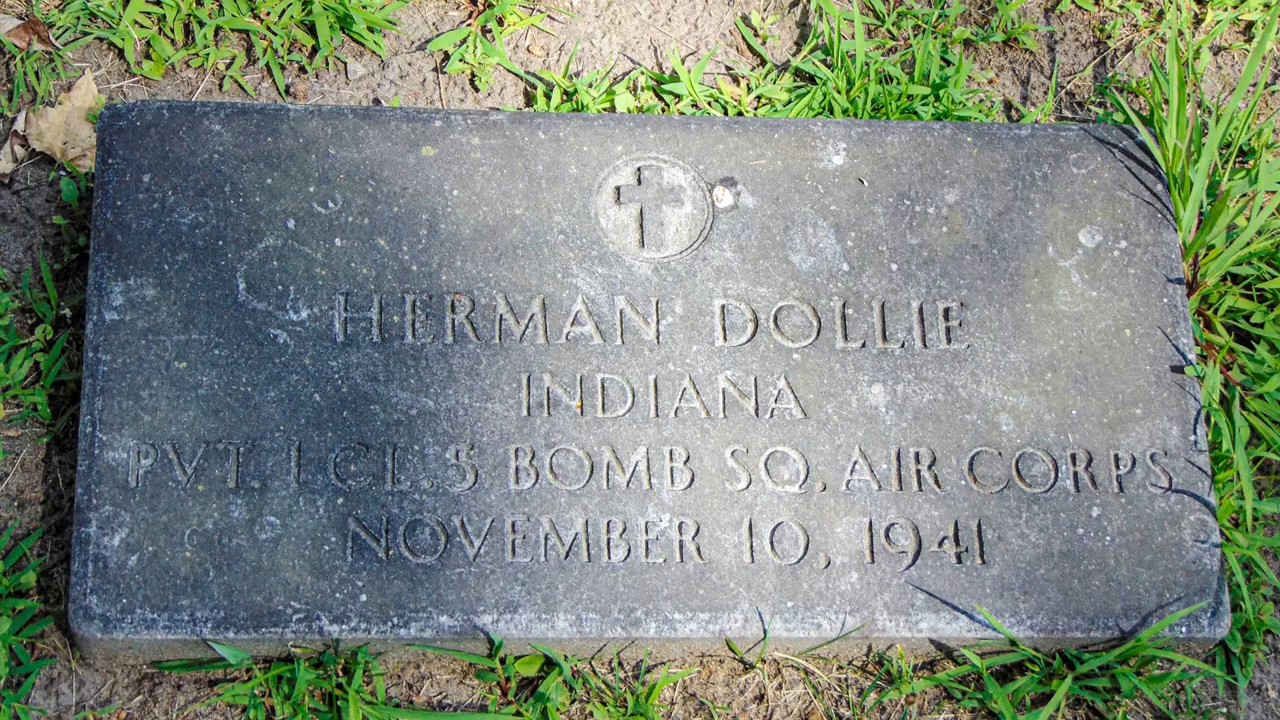 HERMAN DOLLIE
INDIANA
PVT. 1 CL. 5 BOMB SQ. AIR CORPS
NOVEMBER 10, 1941